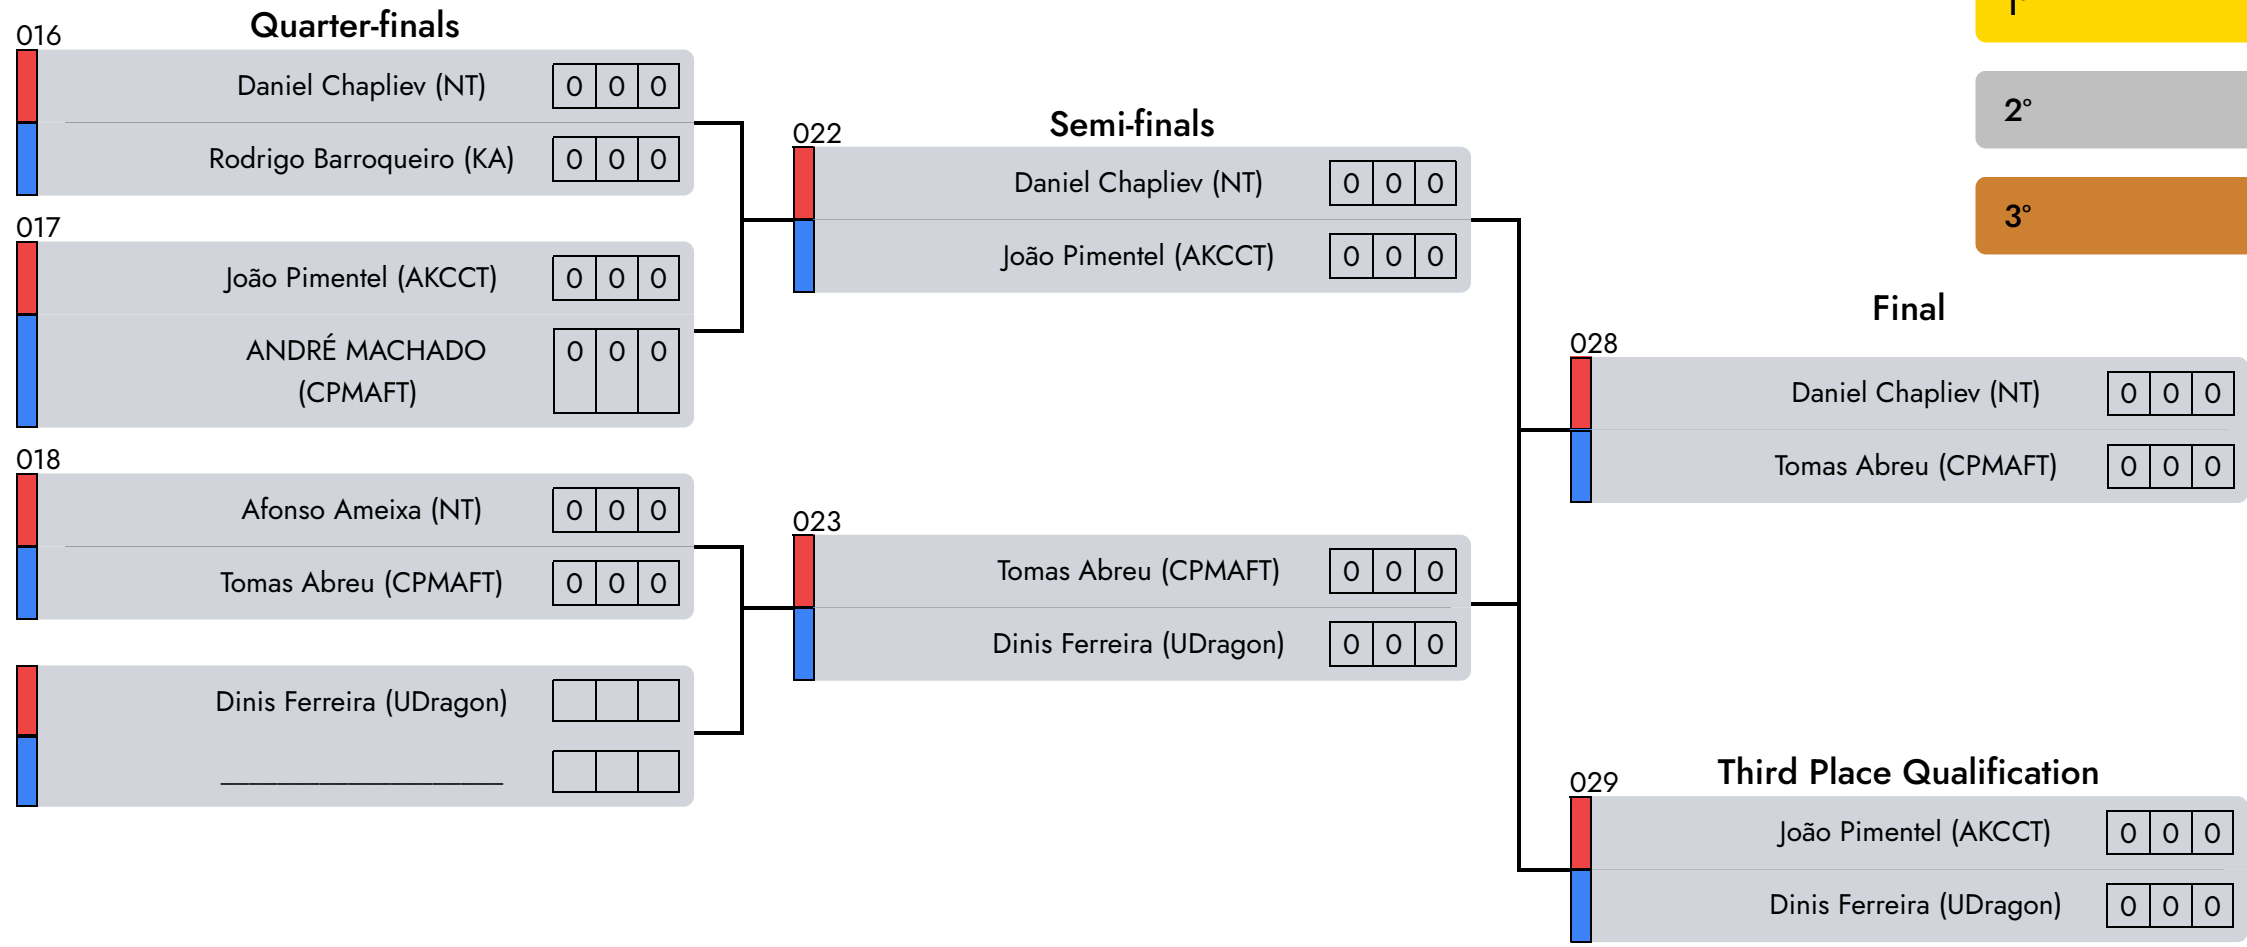 Quarter-finals
016
Daniel Chapliev (NT) 0 0 0
Rodrigo Barroqueiro (KA) 0 0 0
017
João Pimentel (AKCCT) 0 0 0
ANDRÉ MACHADO 0 0 0
(CPMAFT)
018
Afonso Ameixa (NT) 0 0 0
Tomas Abreu (CPMAFT) 0 0 0
Dinis Ferreira (UDragon)
Semi-finals
022
Daniel Chapliev (NT) 0 0 0
João Pimentel (AKCCT) 0 0 0
023
Tomas Abreu (CPMAFT) 0 0 0
Dinis Ferreira (UDragon) 0 0 0
2°
3°
Final
028
Daniel Chapliev (NT) 0 0 0
Tomas Abreu (CPMAFT) 0 0 0
Third Place Qualification
029
João Pimentel (AKCCT) 0 0 0
Dinis Ferreira (UDragon) 0 0 0